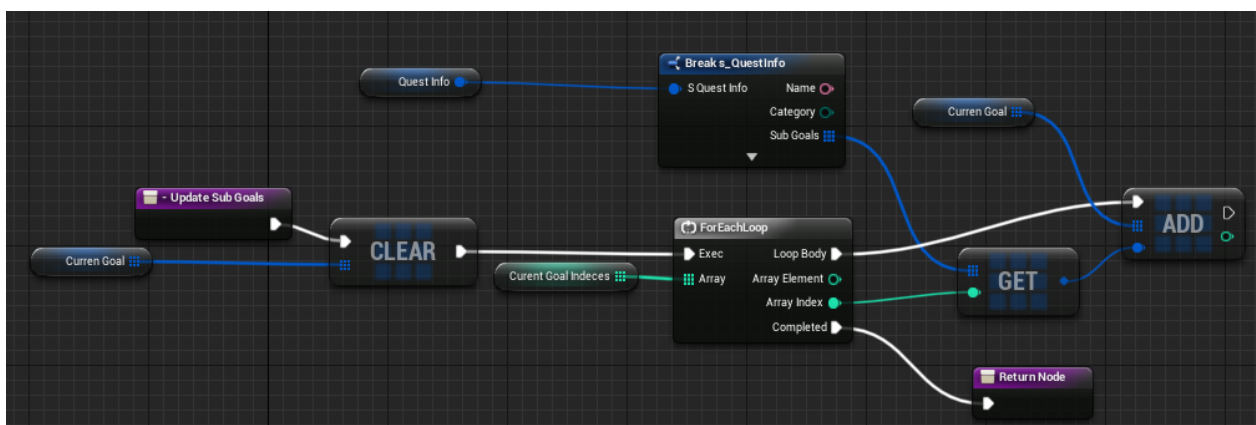 Quest Info
Break s_QuestInfo
S Quest Info
Name
Category
Sub Goals
Curren Goal
- Update Sub Goals
Curren Goal
CLEAR
Curent Goal Indeces
ForEachLoop
Exec
Loop Body
Array
Array Element
Array Index
Completed
GET
ADD
Return Node